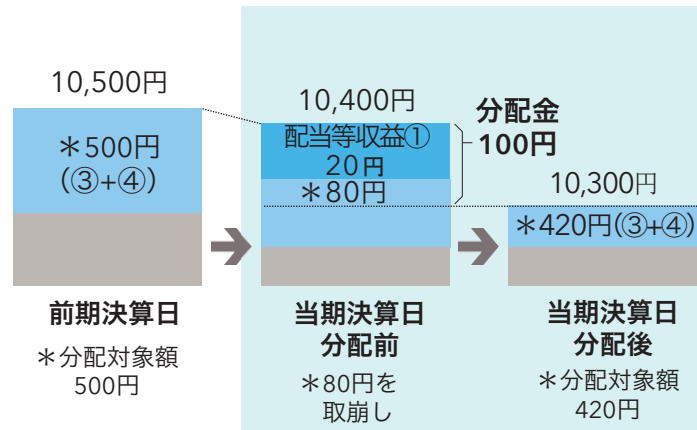 10,500円
＊500円
(③+④)
前期決算日
＊分配対象額
500円
10,400円
配当等収益①
20円
＊80円
分配金
100円
当期決算日
分配前
＊80円を
取崩し
10,300円
＊420円(③+④)
当期決算日
分配後
＊分配対象額
420円